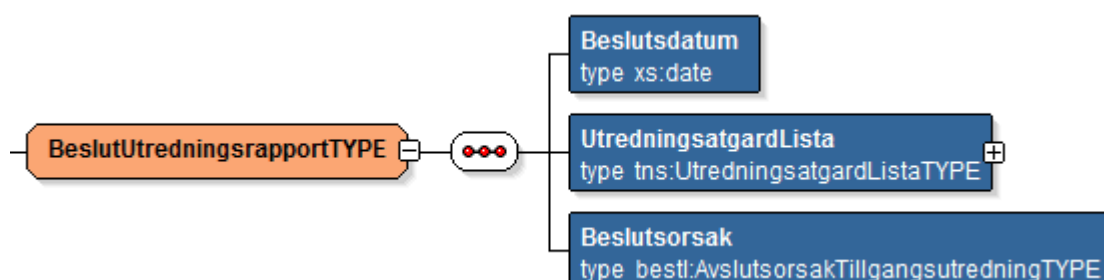 Beslutsdatum
type xs:date
BeslutUtredningsrapportTYPE
UtredningsatgardLista
type tns:UtredningsatgardListaTYPE
Beslutsorsak
type bestl:AvslutsorsakTillgangsutredningTYPE